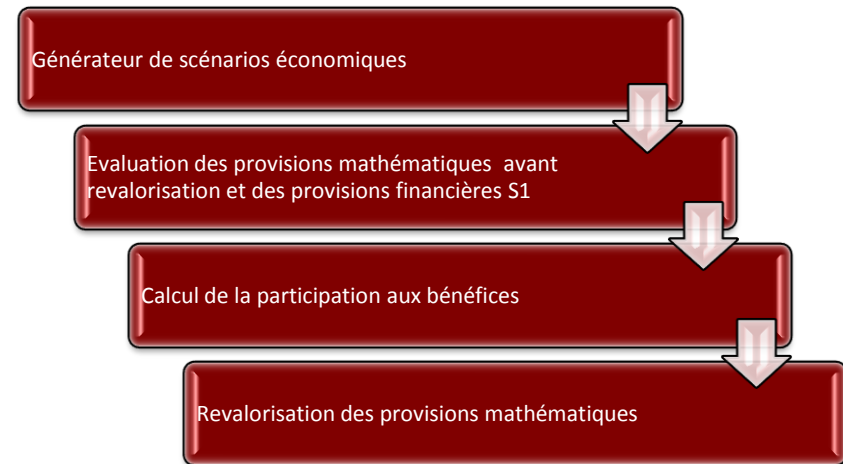 Générateur de scénarios économiques
Evaluation des provisions mathématiques avant
revalorisation et des provisions financières S1
Calcul de la participation aux bénéfices
Revalorisation des provisions mathématiques